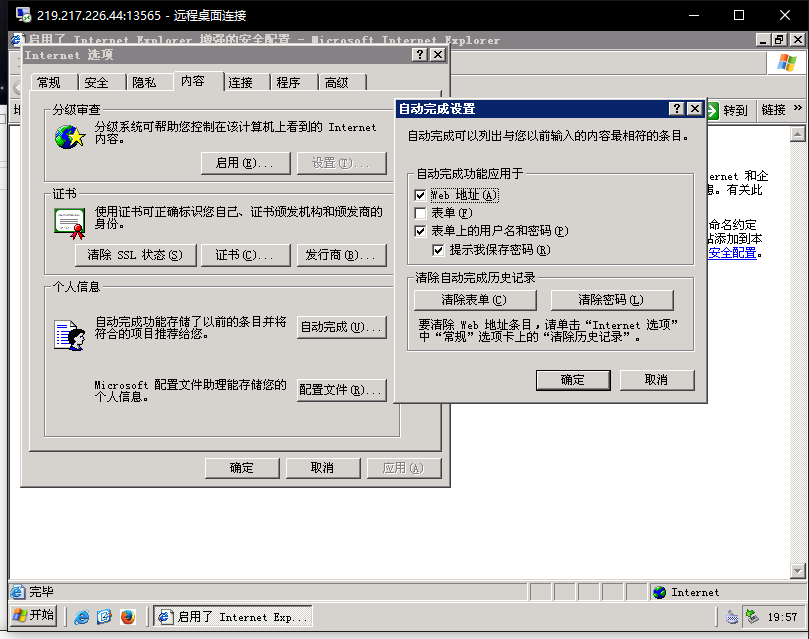 219.217.226.44:13565 - 远程桌面连接
启用了 Internet Explorer 增强的安全配置 - Microsoft Internet Explorer
Internet 选项
常规 安全 隐私 内容 连接 程序 高级
分级审查
分级系统可帮助您控制在该计算机上看到的 Internet
内容。
启用(E)... 设置(T)...
证书
使用证书可正确标识您自己、证书颁发机构和颁发商的
身份。
清除 SSL 状态(S) 证书(C)... 发行商(B)...
个人信息
自动完成功能存储了以前的条目并将
符合的项目推荐给您。
自动完成(U)...
Microsoft 配置文件助理能存储您的
个人信息。
配置文件(R)...
确定 取消 应用(A)
自动完成设置
自动完成可以列出与您以前输入的内容最相符的条目。
自动完成功能应用于
Web 地址(A)
表单(F)
表单上的用户名和密码(P)
提示我保存密码(R)
清除自动完成历史记录
清除表单(C) 清除密码(L)
要清除 Web 地址条目，请单击“Internet 选项”
中“常规”选项卡上的“清除历史记录”。
确定 取消
转到 链接 »
ernet 和企
有关此
命名约定
添加到本
安全配置。
完毕
Internet
开始
启用了 Internet Exp...
19:57